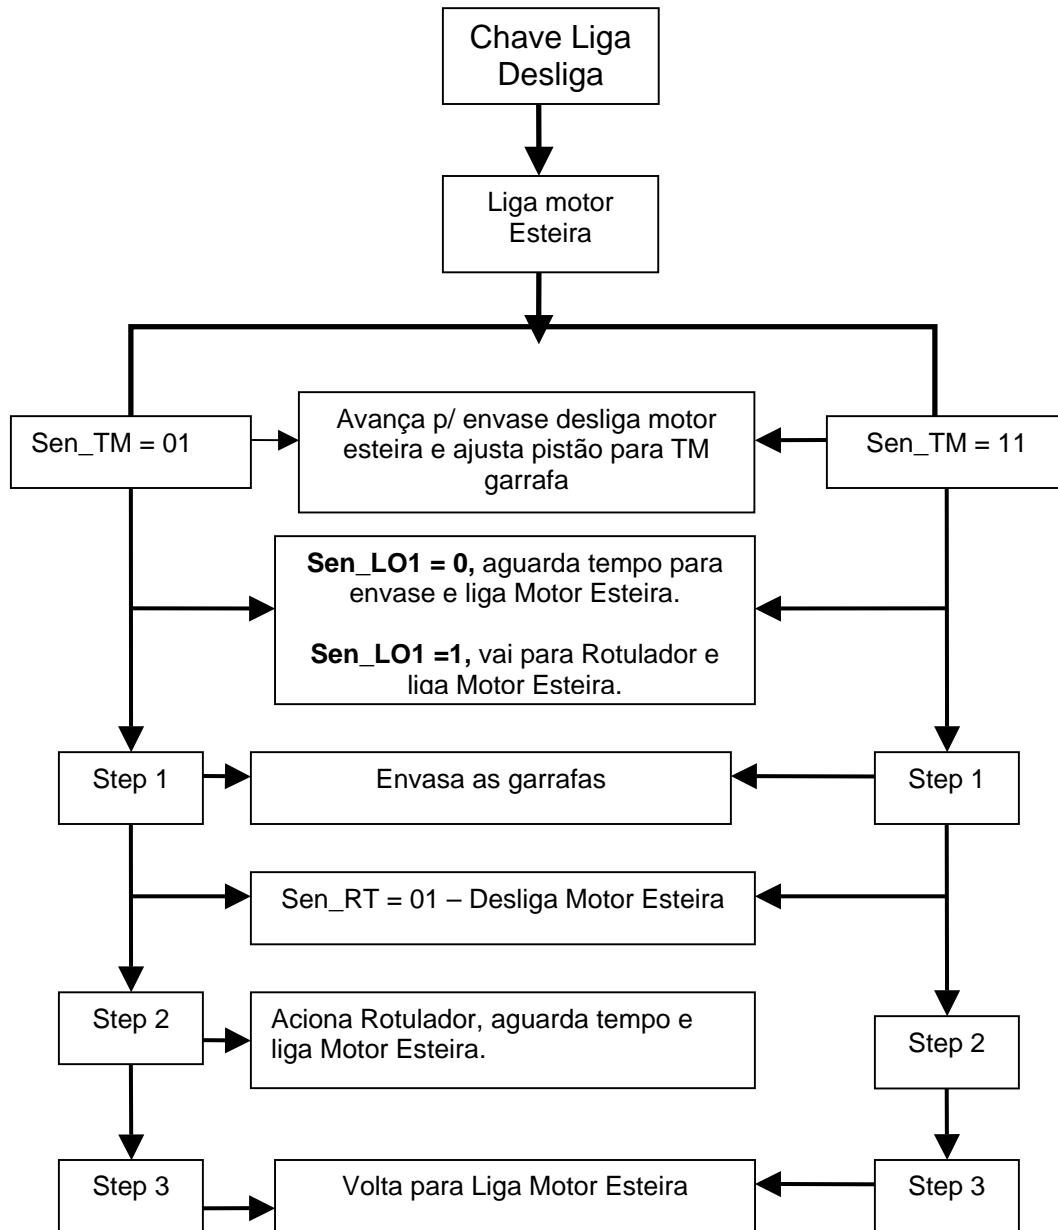 Chave Liga
Desliga
Liga motor
Esteira
Sen_TM = 01
Avança p/ envase desliga motor
esteira e ajusta pistão para TM
garrafa
Sen_TM = 11
Sen_LO1 = 0, aguarda tempo para
envase e liga Motor Esteira.
Sen_LO1 =1, vai para Rotulador e
liga Motor Esteira.
Step 1
Envasa as garrafas
Step 1
Sen_RT = 01 – Desliga Motor Esteira
Step 2
Aciona Rotulador, aguarda tempo e
liga Motor Esteira.
Step 2
Step 3
Volta para Liga Motor Esteira
Step 3